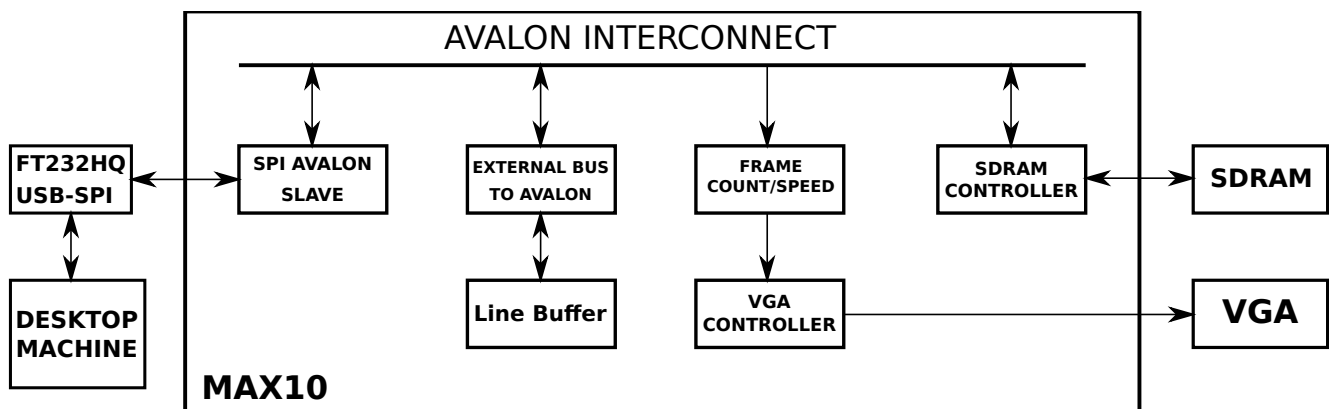 AVALON INTERCONNECT
FT232HQ
USB-SPI
SPI AVALON
SLAVE
EXTERNAL BUS
TO AVALON
FRAME
COUNT/SPEED
SDRAM
CONTROLLER
SDRAM
DESKTOP
MACHINE
Line Buffer
VGA
CONTROLLER
VGA
MAX10